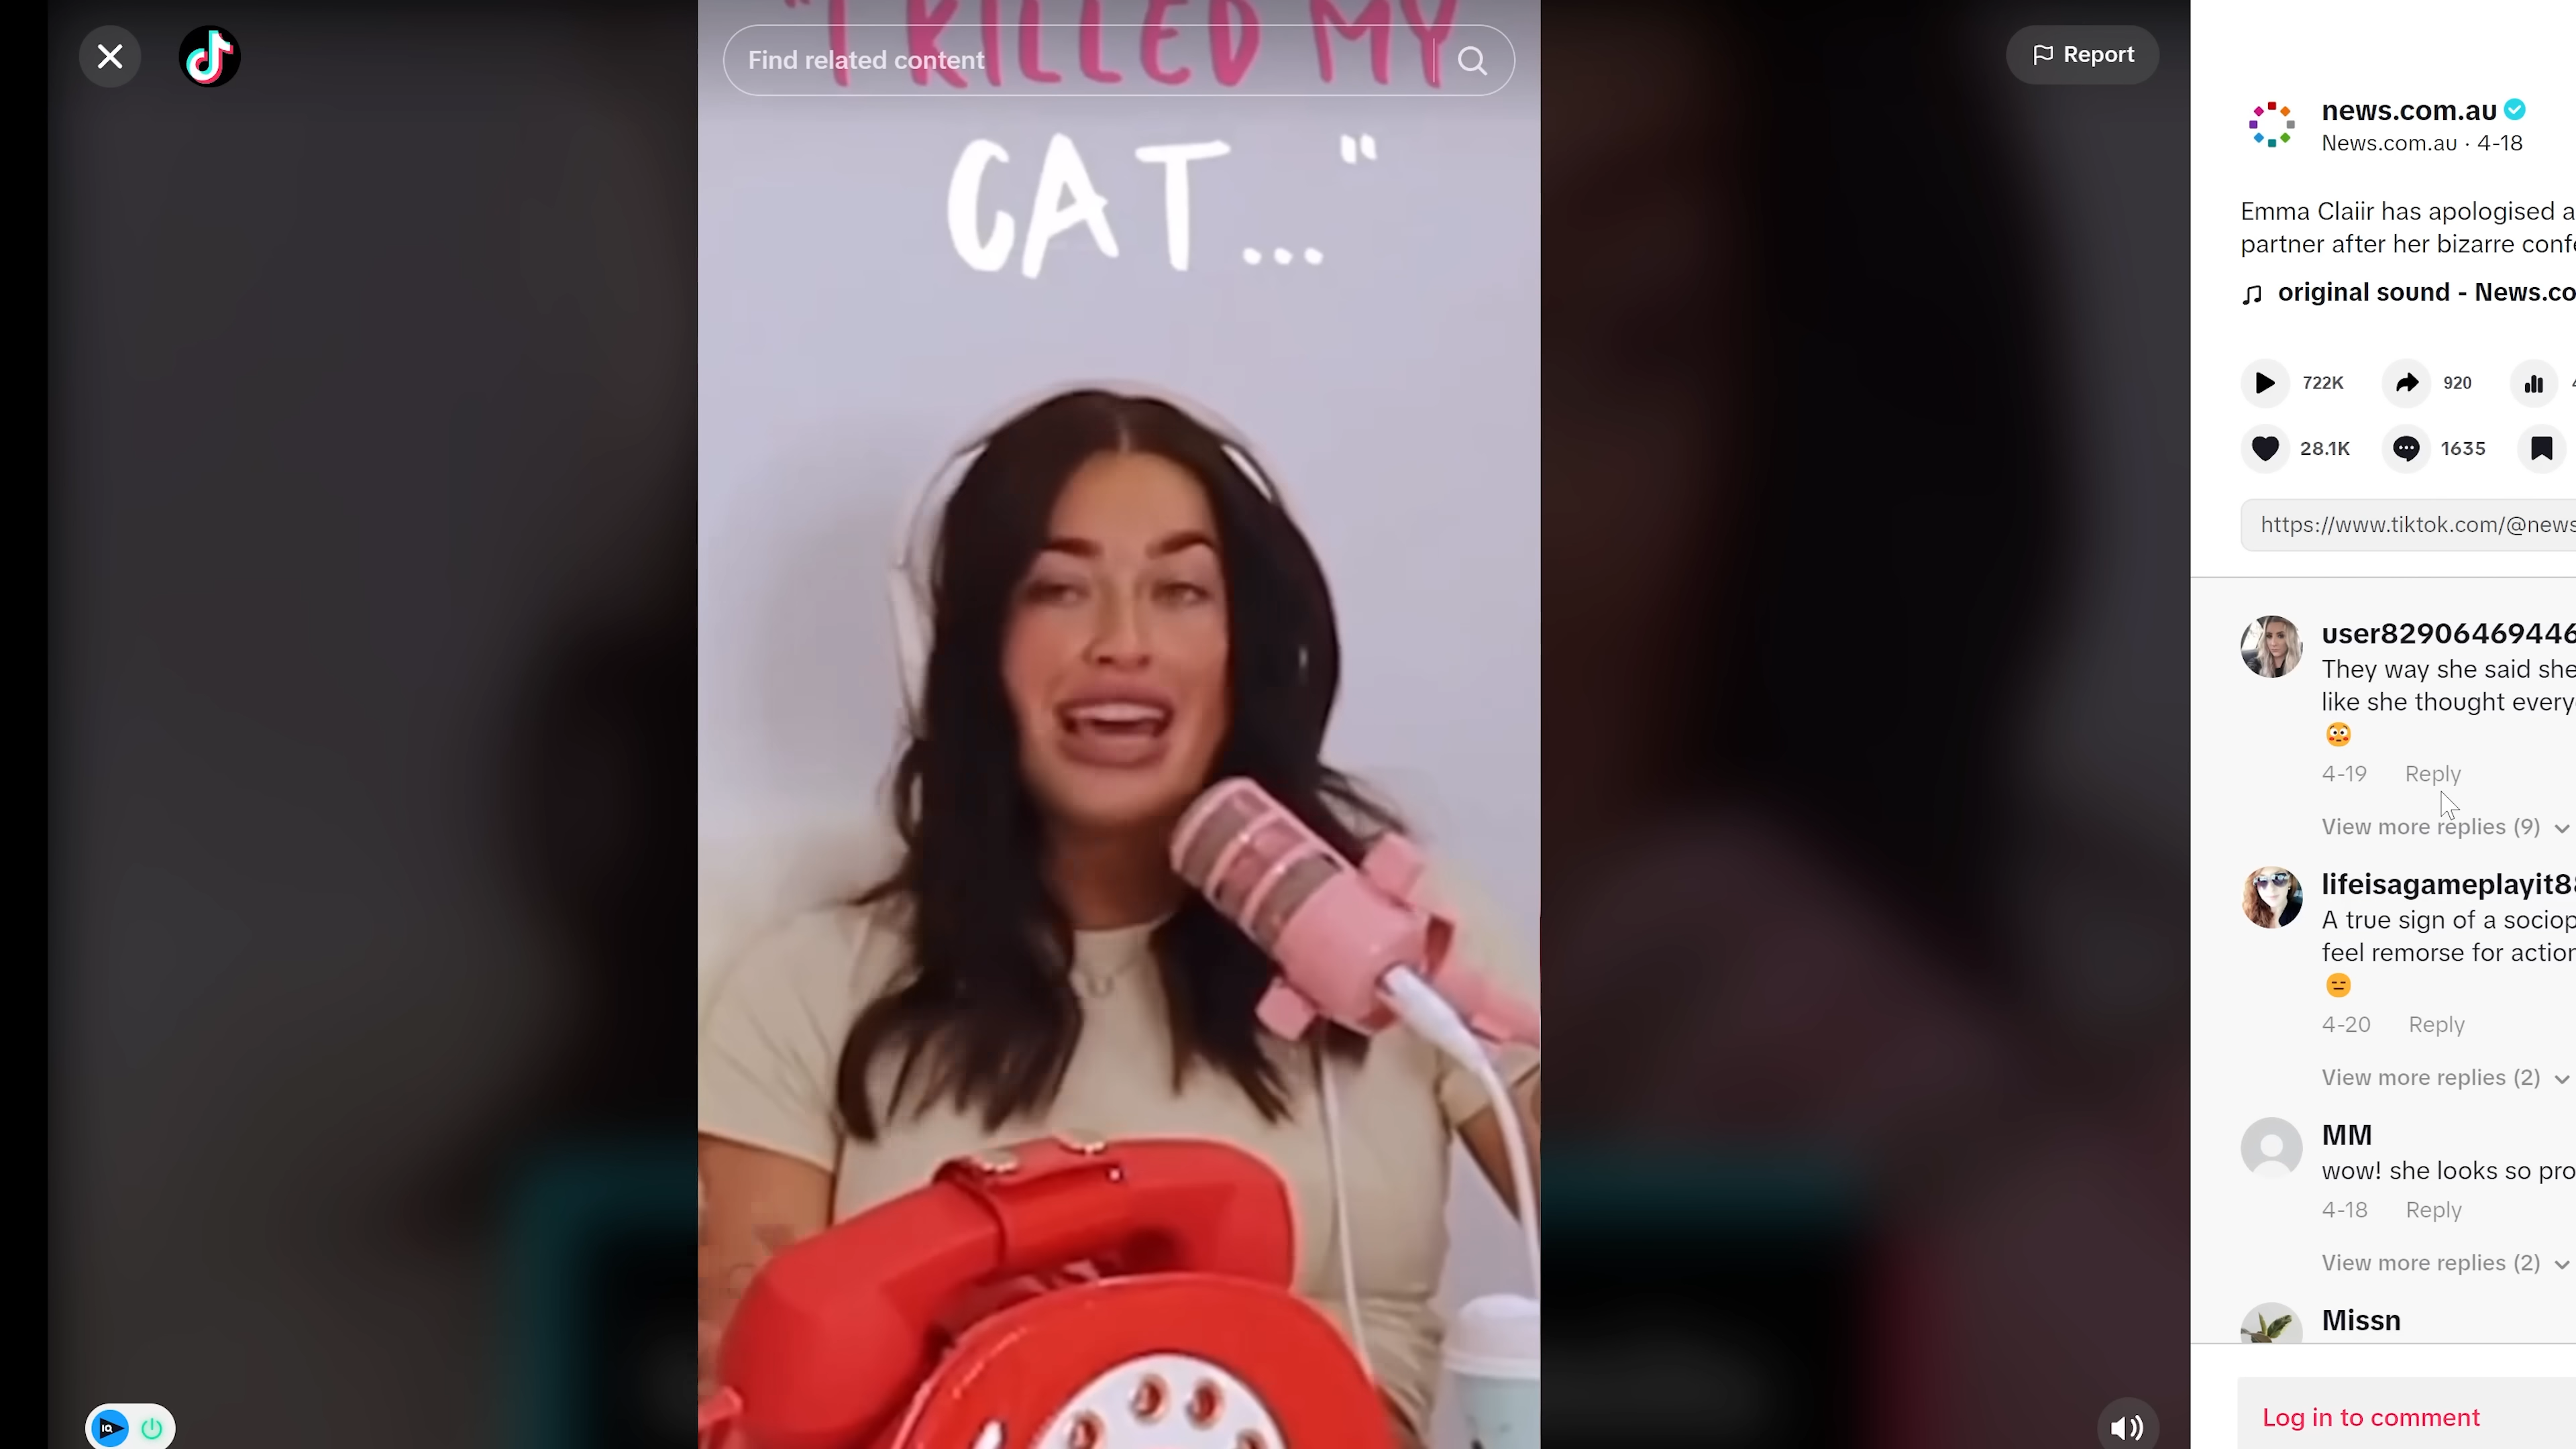 "I KILLED MY
CAT..."
Find related content
Report
news.com.au
News.com.au · 4-18
Emma Claiir has apologised a
partner after her bizarre conf
original sound - News.co
722K
920
28.1K
1635
https://www.tiktok.com/@news
user82906469446
They way she said she
like she thought every
4-19 Reply
View more replies (9)
lifeisagameplayit8
A true sign of a sociop
feel remorse for action
4-20 Reply
View more replies (2)
MM
wow! she looks so pro
4-18 Reply
View more replies (2)
Missn
Log in to comment
IQ